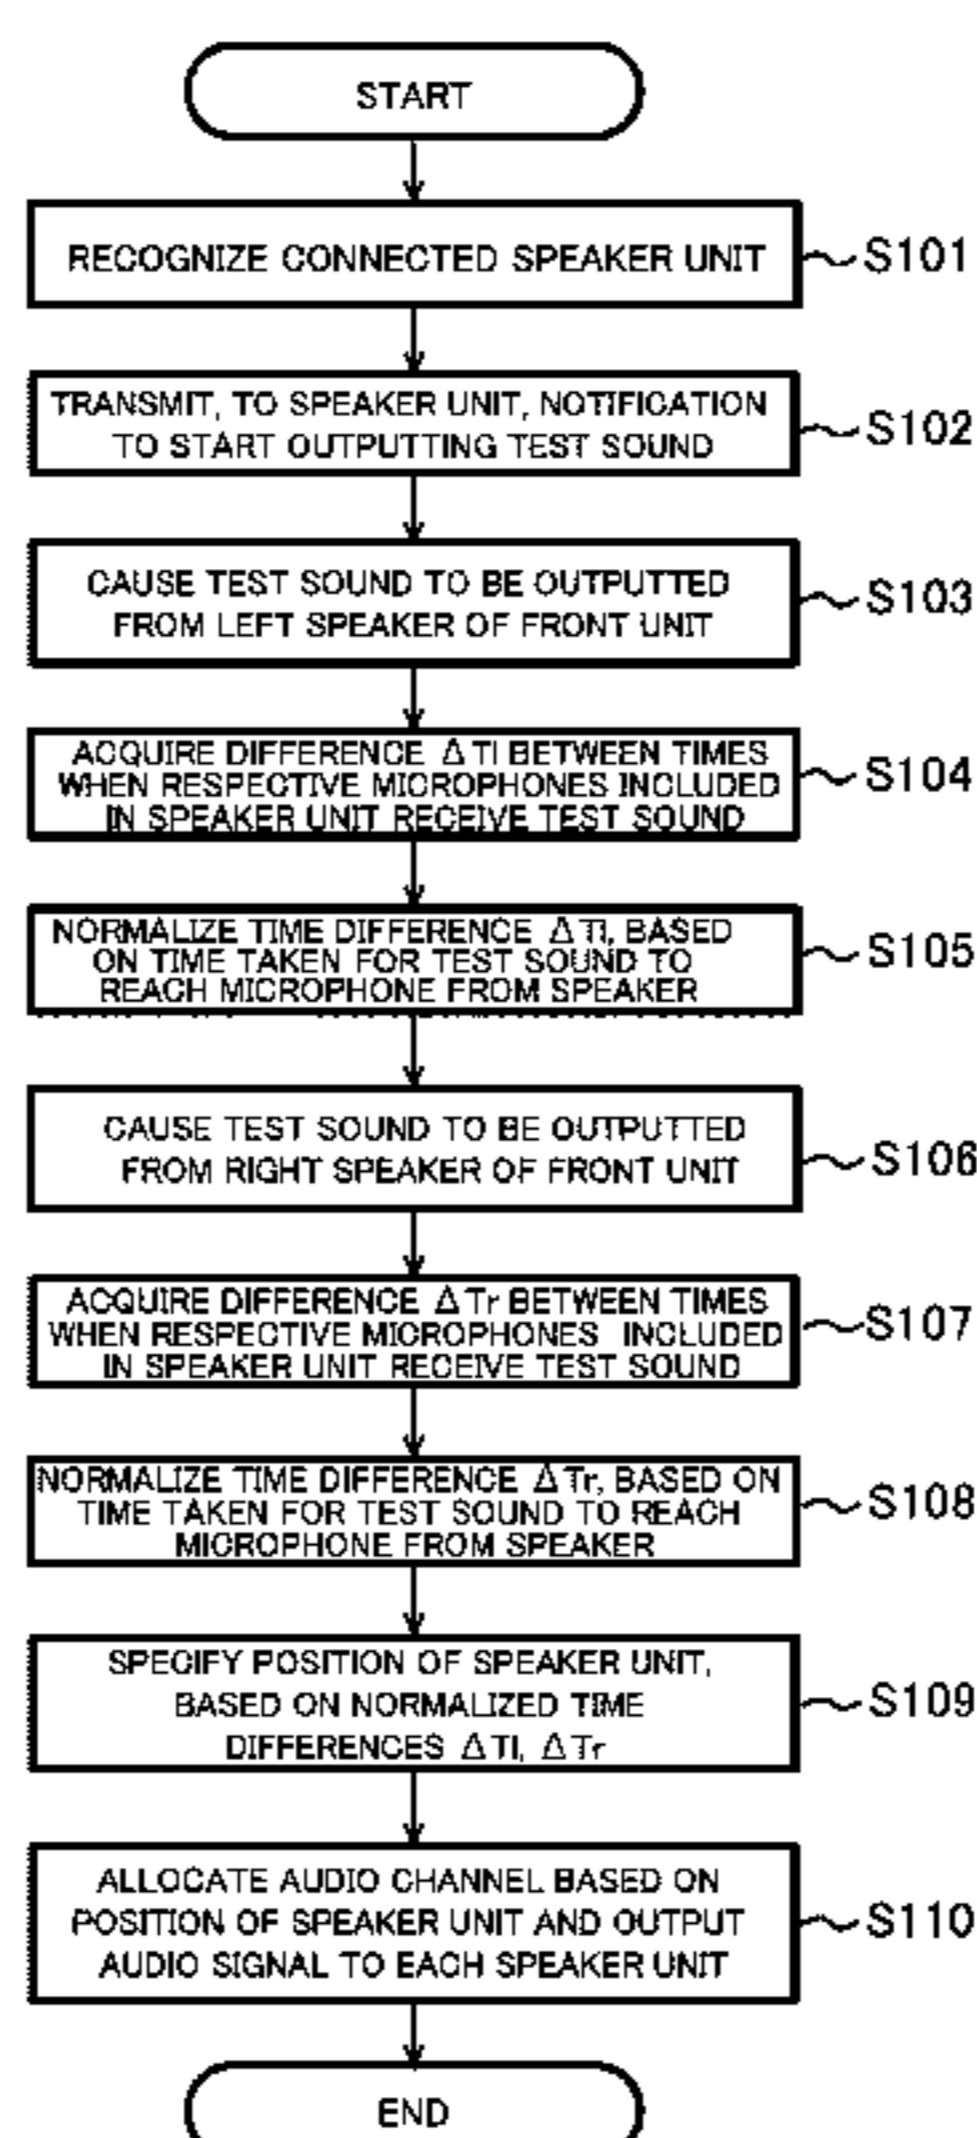 START
RECOGNIZE CONNECTED SPEAKER UNIT
S101
TRANSMIT, TO SPEAKER UNIT, NOTIFICATION
TO START OUTPUTTING TEST SOUND
S102
CAUSE TEST SOUND TO BE OUTPUTTED
FROM LEFT SPEAKER OF FRONT UNIT
S103
ACQUIRE DIFFERENCE ΔTl BETWEEN TIMES
WHEN RESPECTIVE MICROPHONES INCLUDED
IN SPEAKER UNIT RECEIVE TEST SOUND
S104
NORMALIZE TIME DIFFERENCE ΔTl, BASED
ON TIME TAKEN FOR TEST SOUND TO
REACH MICROPHONE FROM SPEAKER
S105
CAUSE TEST SOUND TO BE OUTPUTTED
FROM RIGHT SPEAKER OF FRONT UNIT
S106
ACQUIRE DIFFERENCE ΔTr BETWEEN TIMES
WHEN RESPECTIVE MICROPHONES INCLUDED
IN SPEAKER UNIT RECEIVE TEST SOUND
S107
NORMALIZE TIME DIFFERENCE ΔTr, BASED ON
TIME TAKEN FOR TEST SOUND TO REACH
MICROPHONE FROM SPEAKER
S108
SPECIFY POSITION OF SPEAKER UNIT,
BASED ON NORMALIZED TIME
DIFFERENCES ΔTl, ΔTr
S109
ALLOCATE AUDIO CHANNEL BASED ON
POSITION OF SPEAKER UNIT AND OUTPUT
AUDIO SIGNAL TO EACH SPEAKER UNIT
S110
END